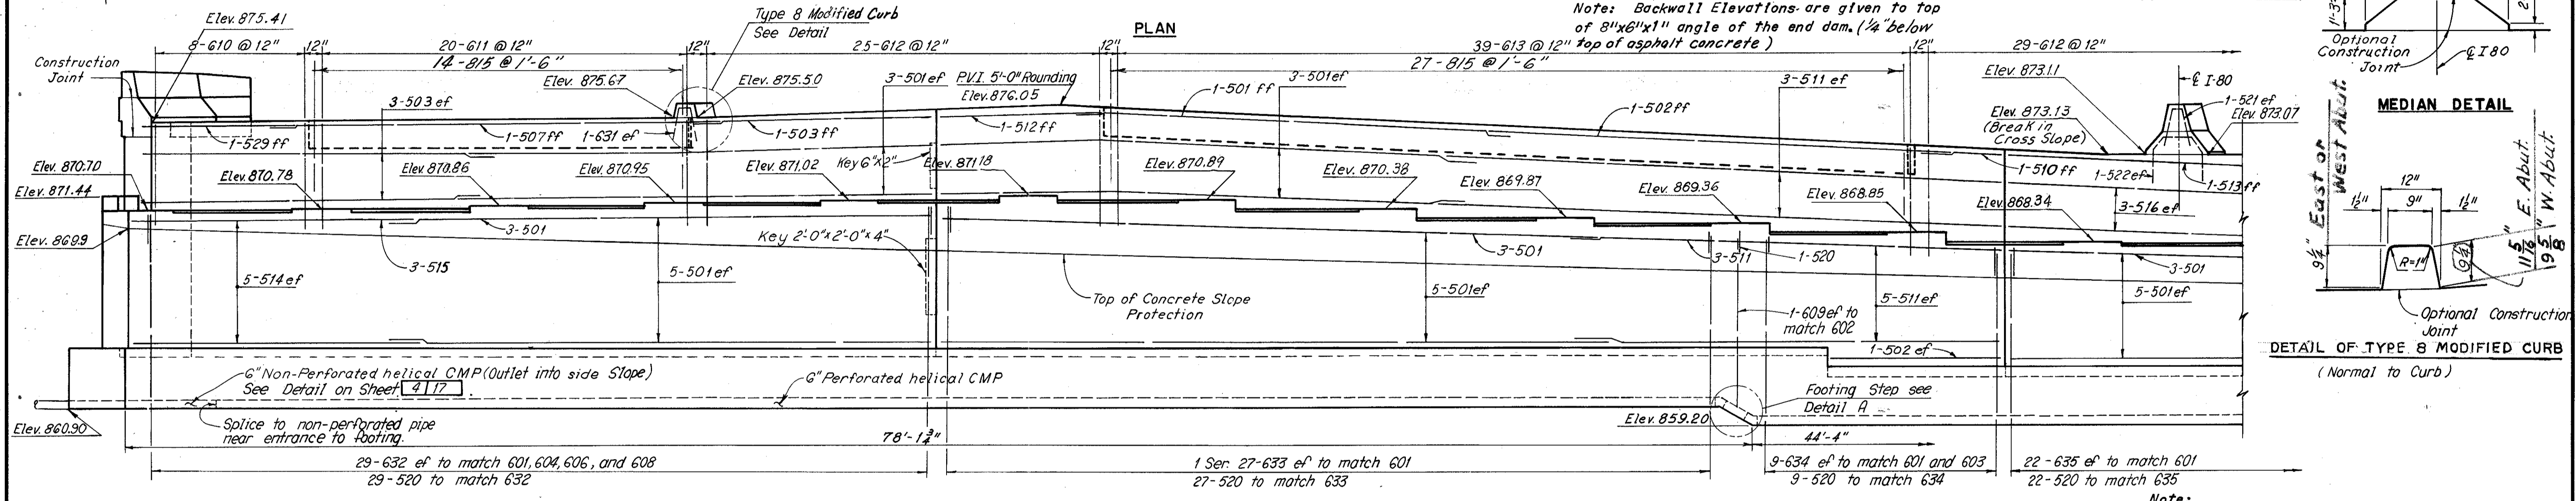 PLAN
Note: Backwall Elevations are given to top
of 8"x6"x1" angle of the end dam. (1/4" below
top of asphalt concrete)
Elev. 875.41
8-610 @ 12"
12"
20-611 @ 12"
14-815 @ 1'-6"
12"
Type 8 Modified Curb
See Detail
25-612 @ 12"
12"
39-613 @ 12"
27-815 @ 1'-6"
12"
29-612 @ 12"
Construction
Joint
3-503 ef
Elev. 875.67
Elev. 875.50
3-501 ef
P.V.I. 5'-0" Rounding
Elev. 876.05
1-501 ff
3-501 ef
1-502 ff
3-511 ef
Elev. 873.11
℄ I-80
1-521 ef
Elev. 873.13
(Break in
Cross Slope)
Elev. 873.07
1-529 ff
1-507 ff
1-631 ef
1-503 ff
1-512 ff
1-510 ff
1-522 ef
1-513 ff
Key 6"x2"
Elev. 870.70
Elev. 870.78
Elev. 870.86
Elev. 870.95
Elev. 871.02
Elev. 871.18
Elev. 870.89
Elev. 870.38
Elev. 869.87
Elev. 869.36
Elev. 868.85
Elev. 868.34
3-516 ef
Elev. 871.44
Elev. 869.9
3-501
3-515
Key 2'-0"x2'-0"x4"
3-501
3-511
1-520
3-501
5-514 ef
5-501 ef
Top of Concrete Slope
Protection
5-501 ef
1-609 ef to
match 602
5-511 ef
5-501 ef
1-502 ef
6" Non-Perforated helical CMP (Outlet into side Slope)
See Detail on Sheet 4 17
6" Perforated helical CMP
Footing Step see
Detail A
Elev. 859.20
Elev. 860.90
Splice to non-perforated pipe
near entrance to footing.
78'-1 3/4"
44'-4"
29-632 ef to match 601, 604, 606, and 608
29-520 to match 632
1 Ser. 27-633 ef to match 601
27-520 to match 633
9-634 ef to match 601 and 603
9-520 to match 634
22-635 ef to match 601
22-520 to match 635
1'-3
2
Optional
Construction
Joint
℄ I-80
MEDIAN DETAIL
9 1/4" East or
West Abut.
12"
1 1/2"
9"
1 1/2"
R=1"
9 1/4
11 5/16" E. Abut.
9 5/8" W. Abut.
Optional Construction
Joint
DETAIL OF TYPE 8 MODIFIED CURB
(Normal to Curb)
Note: